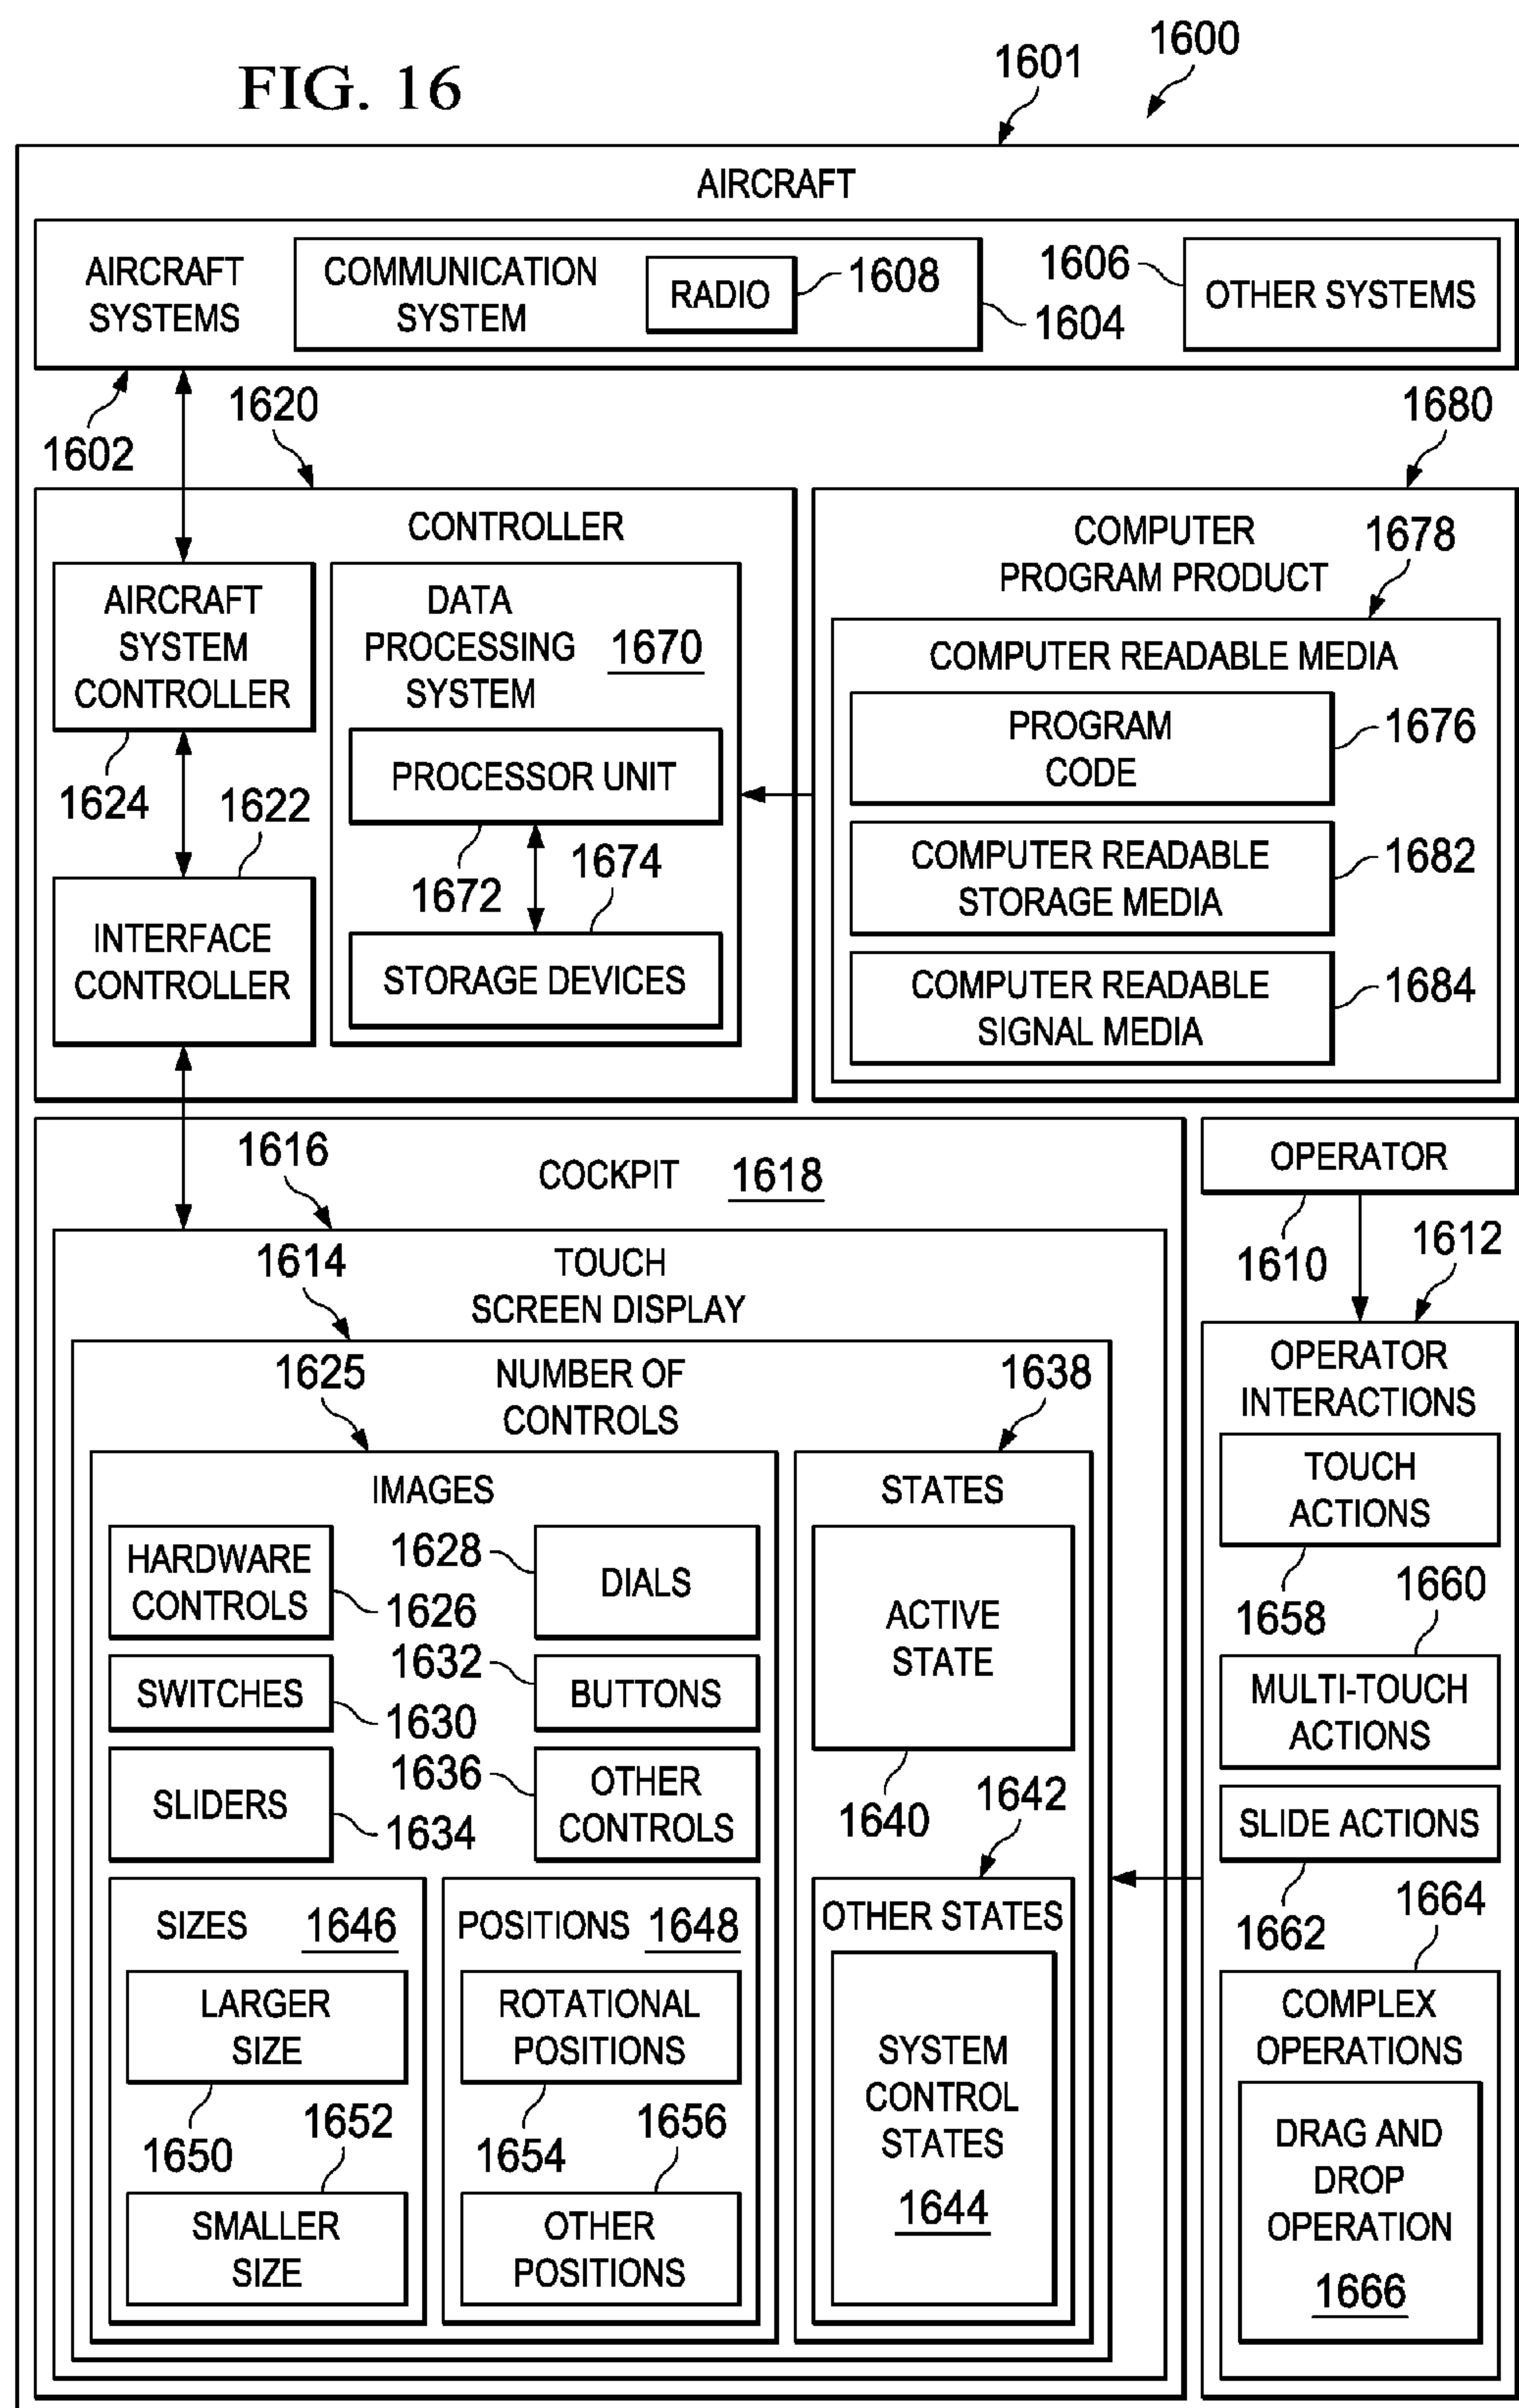 FIG. 16
1601
1600
AIRCRAFT
AIRCRAFT
SYSTEMS
COMMUNICATION
SYSTEM
RADIO
1608
1604
1606
OTHER SYSTEMS
1602
1620
1680
CONTROLLER
AIRCRAFT
SYSTEM
CONTROLLER
1624
1622
INTERFACE
CONTROLLER
DATA
PROCESSING
SYSTEM
1670
PROCESSOR UNIT
1672
1674
STORAGE DEVICES
COMPUTER
PROGRAM PRODUCT
1678
COMPUTER READABLE MEDIA
PROGRAM
CODE
1676
COMPUTER READABLE
STORAGE MEDIA
1682
COMPUTER READABLE
SIGNAL MEDIA
1684
COCKPIT 1618
1616
TOUCH
SCREEN DISPLAY
1614
NUMBER OF
CONTROLS
1625
1638
IMAGES
HARDWARE
CONTROLS
1626
1628
DIALS
SWITCHES
1630
1632
BUTTONS
SLIDERS
1634
1636
OTHER
CONTROLS
SIZES 1646
LARGER
SIZE
1650
1652
SMALLER
SIZE
POSITIONS 1648
ROTATIONAL
POSITIONS
1654
1656
OTHER
POSITIONS
STATES
ACTIVE
STATE
1640
1642
OTHER STATES
SYSTEM
CONTROL
STATES
1644
OPERATOR
1610
1612
OPERATOR
INTERACTIONS
TOUCH
ACTIONS
1658
1660
MULTI-TOUCH
ACTIONS
SLIDE ACTIONS
1662
1664
COMPLEX
OPERATIONS
DRAG AND
DROP
OPERATION
1666